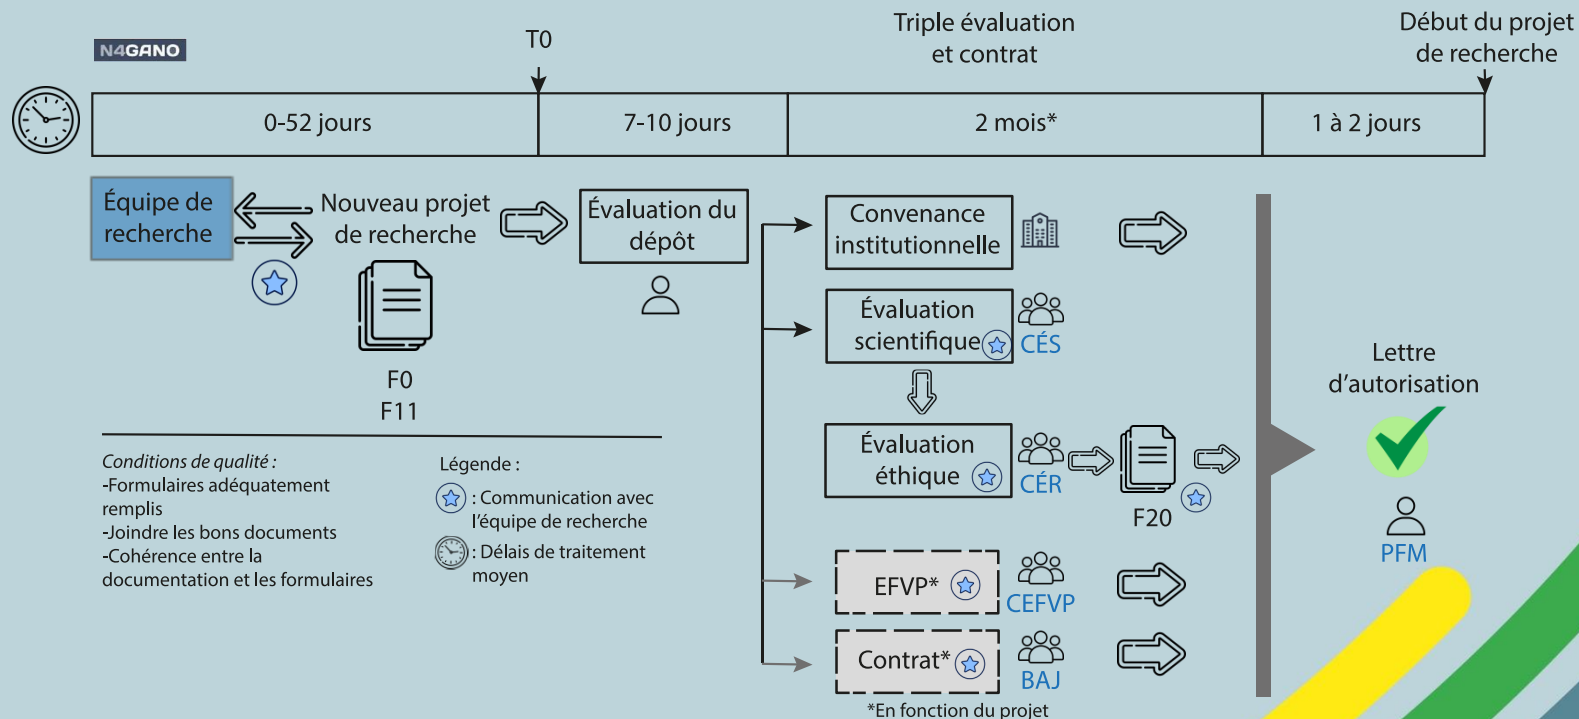 N4GANO
T0
Triple évaluation
et contrat
Début du projet
de recherche
0-52 jours
7-10 jours
2 mois*
1 à 2 jours
Équipe de
recherche
Nouveau projet
de recherche
F0
F11
Évaluation du
dépôt
Convenance
institutionnelle
Évaluation
scientifique
CÉS
Évaluation
éthique
CÉR
F20
EFVP*
CEFVP
Contrat*
BAJ
*En fonction du projet
Lettre
d'autorisation
PFM
Conditions de qualité :
-Formulaires adéquatement
remplis
-Joindre les bons documents
-Cohérence entre la
documentation et les formulaires
Légende :
: Communication avec
l'équipe de recherche
: Délais de traitement
moyen